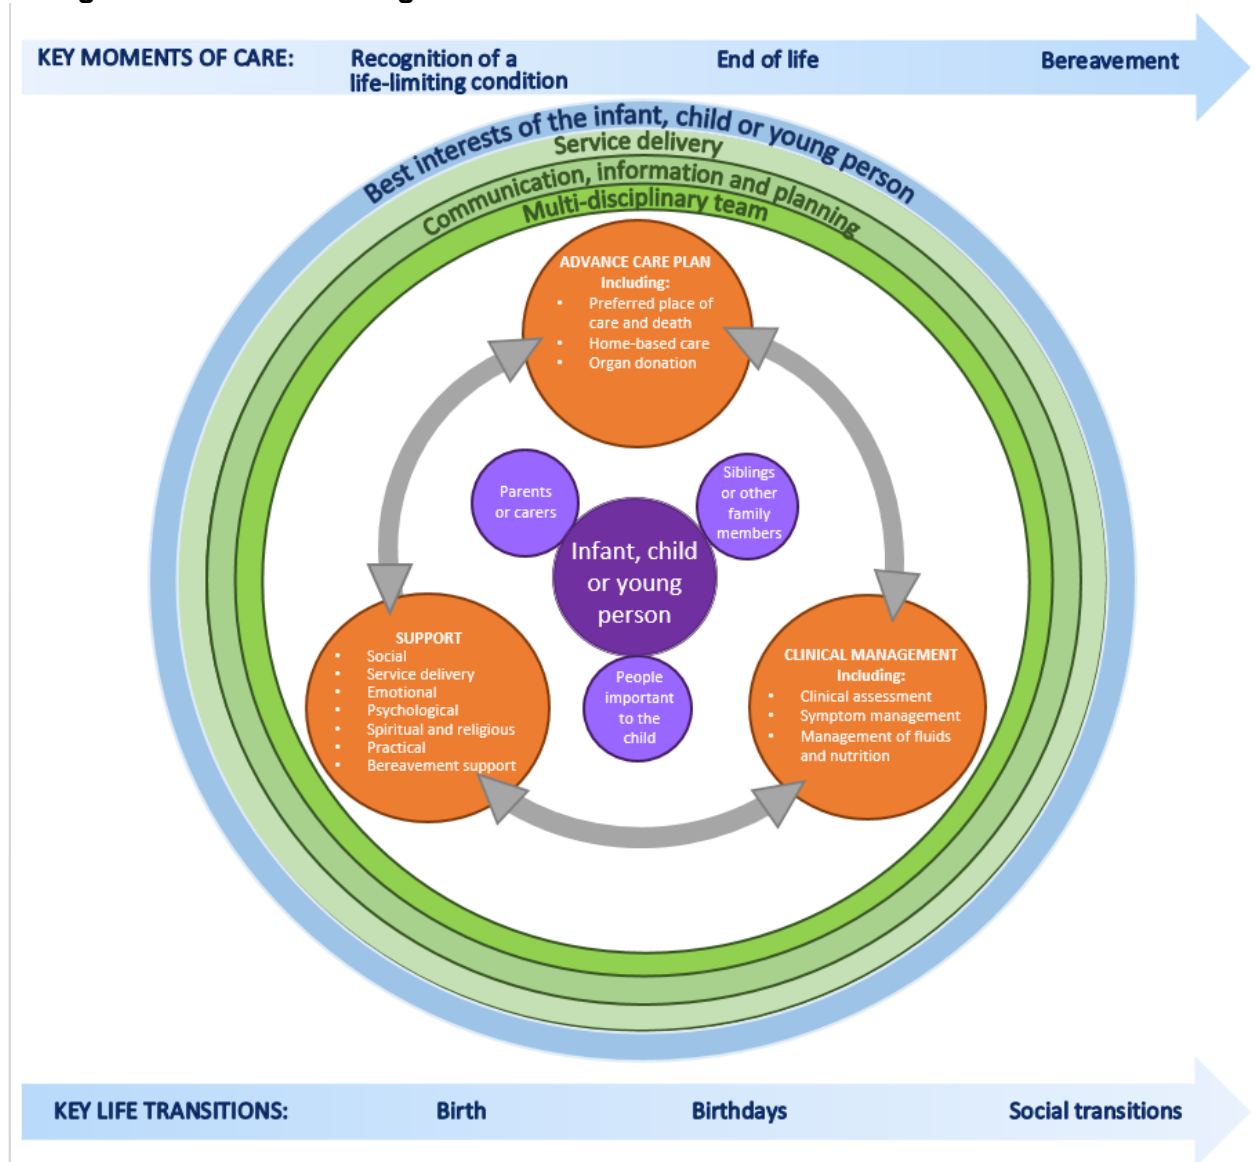 KEY MOMENTS OF CARE:
Recognition of a
life-limiting condition
End of life
Bereavement
Best interests of the infant, child or young person
Service delivery
Communication, information and planning
Multi-disciplinary team
ADVANCE CARE PLAN
Including:
• Preferred place of
care and death
• Home-based care
• Organ donation
Parents
or carers
Siblings
or other
family
members
Infant, child
or young
person
People
important
to the
child
SUPPORT
• Social
• Service delivery
• Emotional
• Psychological
• Spiritual and religious
• Practical
• Bereavement support
CLINICAL MANAGEMENT
Including:
• Clinical assessment
• Symptom management
• Management of fluids
and nutrition
KEY LIFE TRANSITIONS:
Birth
Birthdays
Social transitions